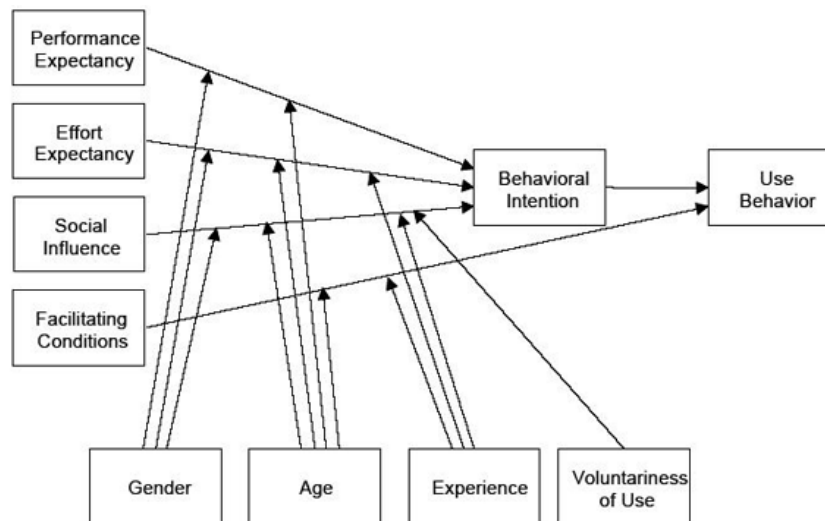 Performance
Expectancy
Effort
Expectancy
Social
Influence
Facilitating
Conditions
Behavioral
Intention
Use
Behavior
Gender
Age
Experience
Voluntariness
of Use